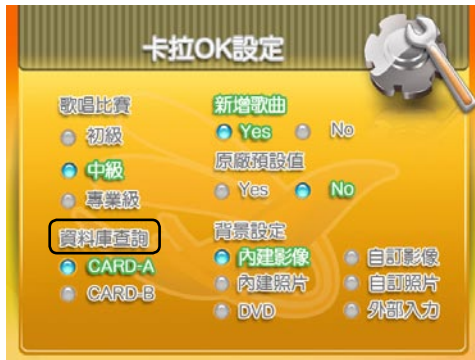 卡拉OK設定
歌唱比賽
初級
中級
專業級
資料庫查詢
CARD-A
CARD-B
新增歌曲
Yes No
原廠預設值
Yes No
背景設定
內建影像 自訂影像
內建照片 自訂照片
DVD 外部入力